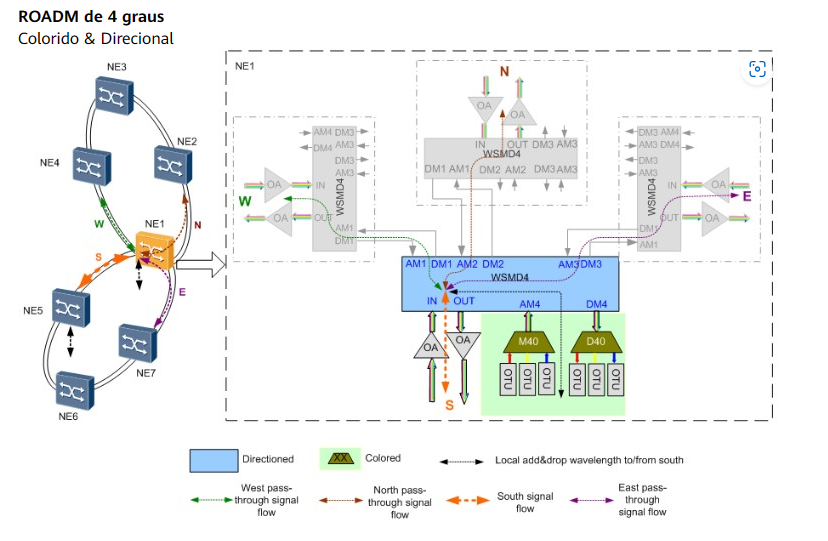 ROADM de 4 graus
Colorido & Direcional
NE3
NE2
NE4
W
N
NE1
S
E
NE5
NE7
NE6
NE1
N
OA
OA
IN
OUT DM3 AM3
WSMD4
DM1 AM1 DM2 AM2 DM3 AM3
AM4 DM3
DM4 AM3
DM3
AM3
WSMD4
OA
IN
W
OA
OUT
AM1
DM1
DM3 AM4
AM3 DM4
DM3
AM3
WSMD4
IN
OA
E
OUT
OA
DM1
AM1
AM1 DM1 AM2 DM2 AM3 DM3
WSMD4
IN OUT AM4 DM4
OA
OA
M40
D40
OTU
OTU
OTU
OTU
OTU
OTU
S
Directioned
XX
Colored
Local add&drop wavelength to/from south
West pass-
through signal
flow
North pass-
through signal
flow
South signal
flow
East pass-
through
signal flow